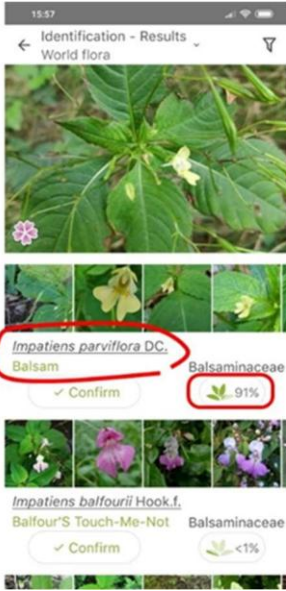 15:57
Identification - Results
World flora
Impatiens parviflora DC.
Balsam
Balsaminaceae
✓ Confirm
91%
Impatiens balfourii Hook.f.
Balfour'S Touch-Me-Not
Balsaminaceae
✓ Confirm
<1%